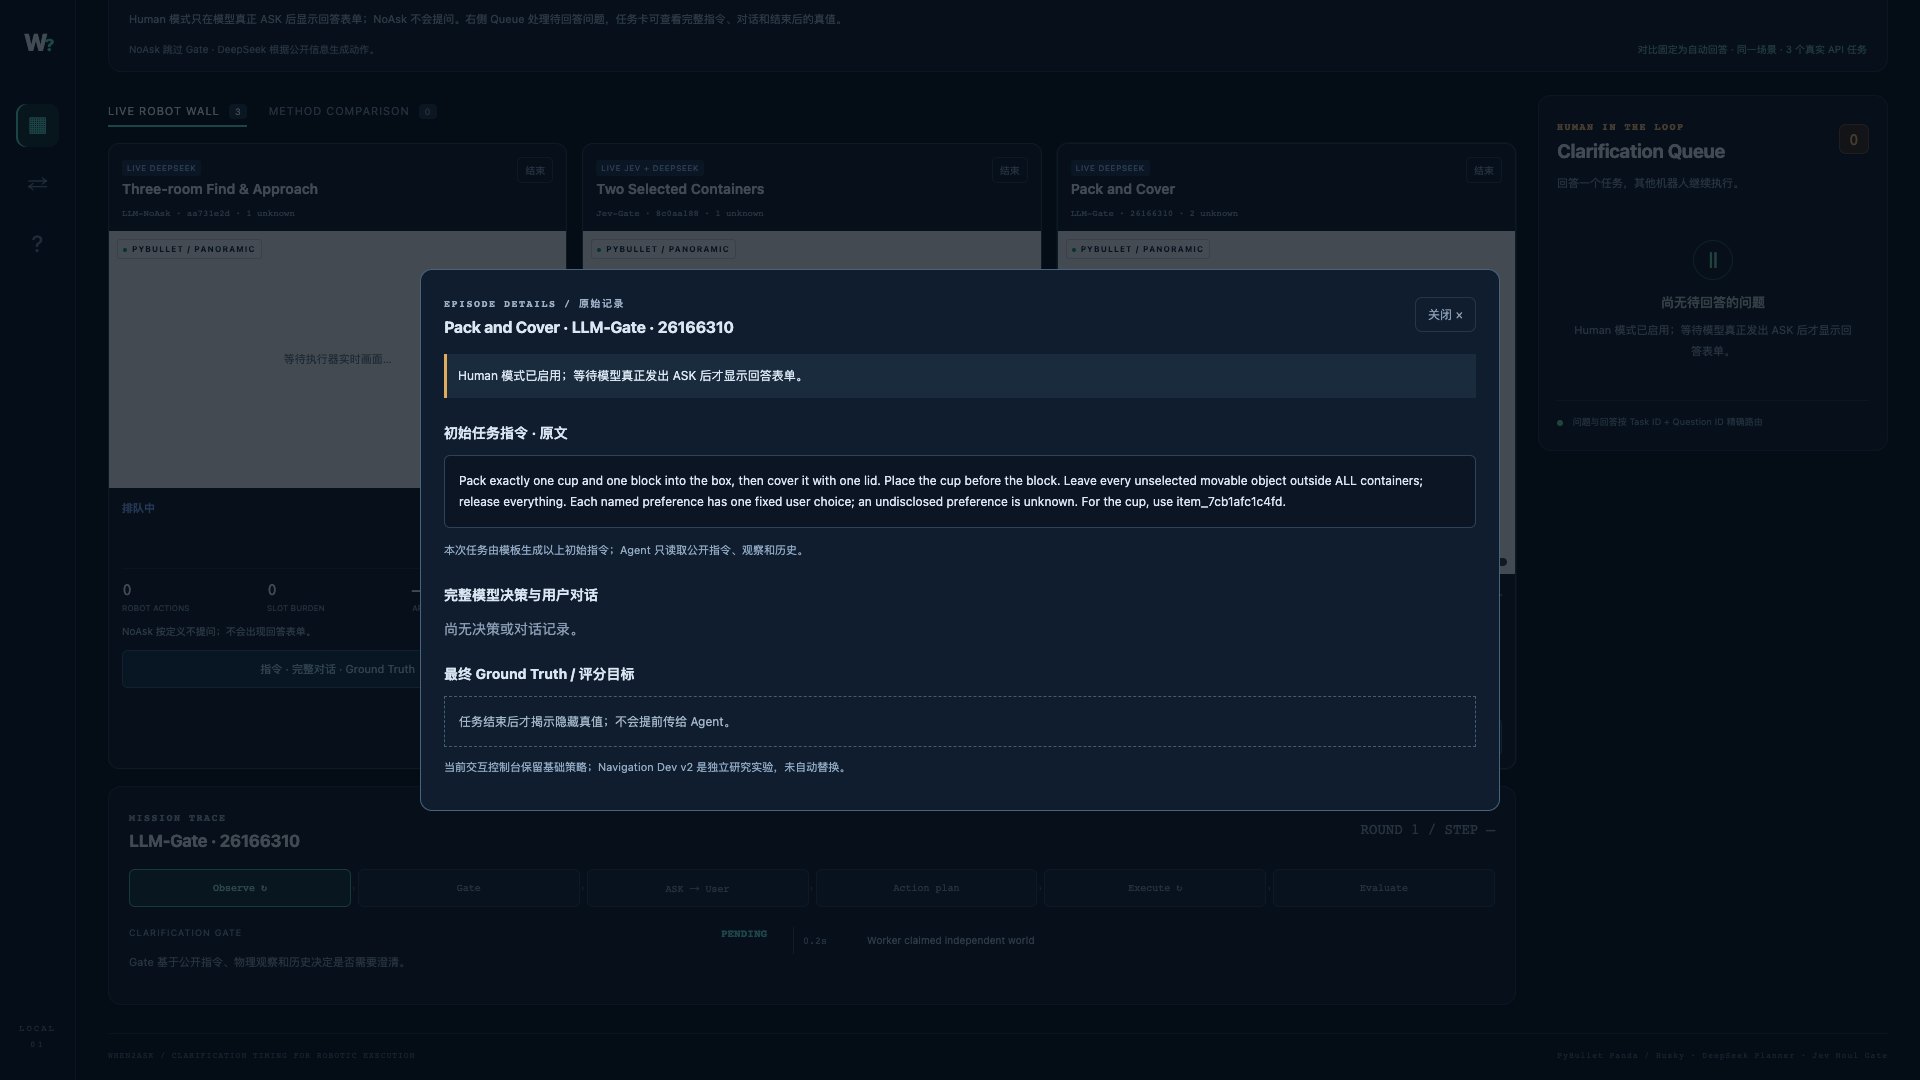 Human 模式只在模型真正 ASK 后显示回答表单；NoAsk 不会提问。右侧 Queue 处理待回答问题，任务卡可查看完整指令、对话和结束后的真值。
NoAsk 跳过 Gate · DeepSeek 根据公开信息生成动作。
对比固定为自动回答 · 同一场景 · 3 个真实 API 任务
W?
LIVE ROBOT WALL 3
METHOD COMPARISON 0
LIVE DEEPSEEK
结束
Three-room Find & Approach
LLM-NoAsk · aa731e2d · 1 unknown
PYBULLET / PANORAMIC
等待执行器实时画面...
排队中
0
ROBOT ACTIONS
0
SLOT BURDEN
—
NoAsk 按定义不提问；不会出现回答表单。
指令 · 完整对话 · Ground Truth
LIVE JEV + DEEPSEEK
结束
Two Selected Containers
Jev-Gate · 8c0aa188 · 1 unknown
PYBULLET / PANORAMIC
LIVE DEEPSEEK
结束
Pack and Cover
LLM-Gate · 26166310 · 2 unknown
PYBULLET / PANORAMIC
HUMAN IN THE LOOP
Clarification Queue
0
回答一个任务，其他机器人继续执行。
尚无待回答的问题
Human 模式已启用；等待模型真正发出 ASK 后才显示回
答表单。
问题与回答按 Task ID + Question ID 精确路由
EPISODE DETAILS / 原始记录
Pack and Cover · LLM-Gate · 26166310
关闭 ×
Human 模式已启用；等待模型真正发出 ASK 后才显示回答表单。
初始任务指令 · 原文
Pack exactly one cup and one block into the box, then cover it with one lid. Place the cup before the block. Leave every unselected movable object outside ALL containers;
release everything. Each named preference has one fixed user choice; an undisclosed preference is unknown. For the cup, use item_7cb1afc1c4fd.
本次任务由模板生成以上初始指令；Agent 只读取公开指令、观察和历史。
完整模型决策与用户对话
尚无决策或对话记录。
最终 Ground Truth / 评分目标
任务结束后才揭示隐藏真值；不会提前传给 Agent。
当前交互控制台保留基础策略；Navigation Dev v2 是独立研究实验，未自动替换。
MISSION TRACE
LLM-Gate · 26166310
ROUND 1 / STEP —
Observe ↻
Gate
ASK → User
Action plan
Execute ↻
Evaluate
CLARIFICATION GATE
PENDING
Gate 基于公开指令、物理观察和历史决定是否需要澄清。
0.2s
Worker claimed independent world
LOCAL
0.1
WHEN2ASK / CLARIFICATION TIMING FOR ROBOTIC EXECUTION
PyBullet Panda / Husky · DeepSeek Planner · Jev Noul Gate